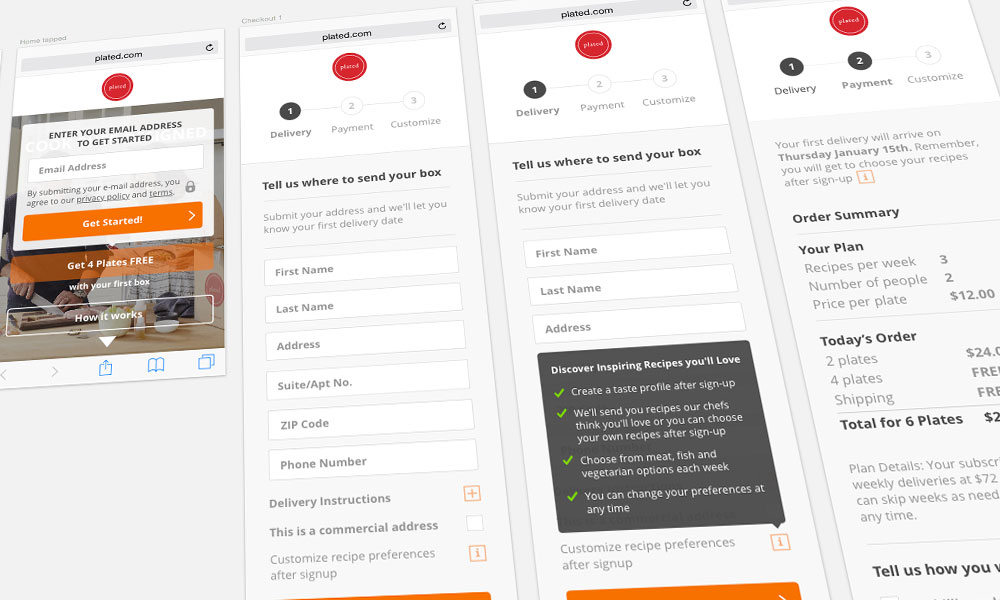 Home tapped
plated.com
plated
ENTER YOUR EMAIL ADDRESS
TO GET STARTED
Email Address
By submitting your e-mail address, you
agree to our privacy policy and terms.
Get Started!
Get 4 Plates FREE
with your first box
How it works
Checkout 1
plated.com
plated
1
2
3
Delivery
Payment
Customize
Tell us where to send your box
Submit your address and we'll let you
know your first delivery date
First Name
Last Name
Address
Suite/Apt No.
ZIP Code
Phone Number
Delivery Instructions
This is a commercial address
Customize recipe preferences
after signup
i
plated.com
plated
1
2
3
Delivery
Payment
Customize
Tell us where to send your box
Submit your address and we'll let you
know your first delivery date
First Name
Last Name
Address
Discover Inspiring Recipes you'll Love
Create a taste profile after sign-up
We'll send you recipes our chefs
think you'll love or you can choose
your own recipes after sign-up
Choose from meat, fish and
vegetarian options each week
You can change your preferences at
any time
Customize recipe preferences
after signup
i
plated
1
2
3
Delivery
Payment
Customize
Your first delivery will arrive on
Thursday January 15th. Remember,
you will get to choose your recipes
after sign-up i
Order Summary
Your Plan
Recipes per week 3
Number of people 2
Price per plate $12.00
Today's Order
2 plates $24.0
4 plates FREE
Shipping FRE
Total for 6 Plates $2
Plan Details: Your subscri
weekly deliveries at $72
can skip weeks as need
any time.
Tell us how you w